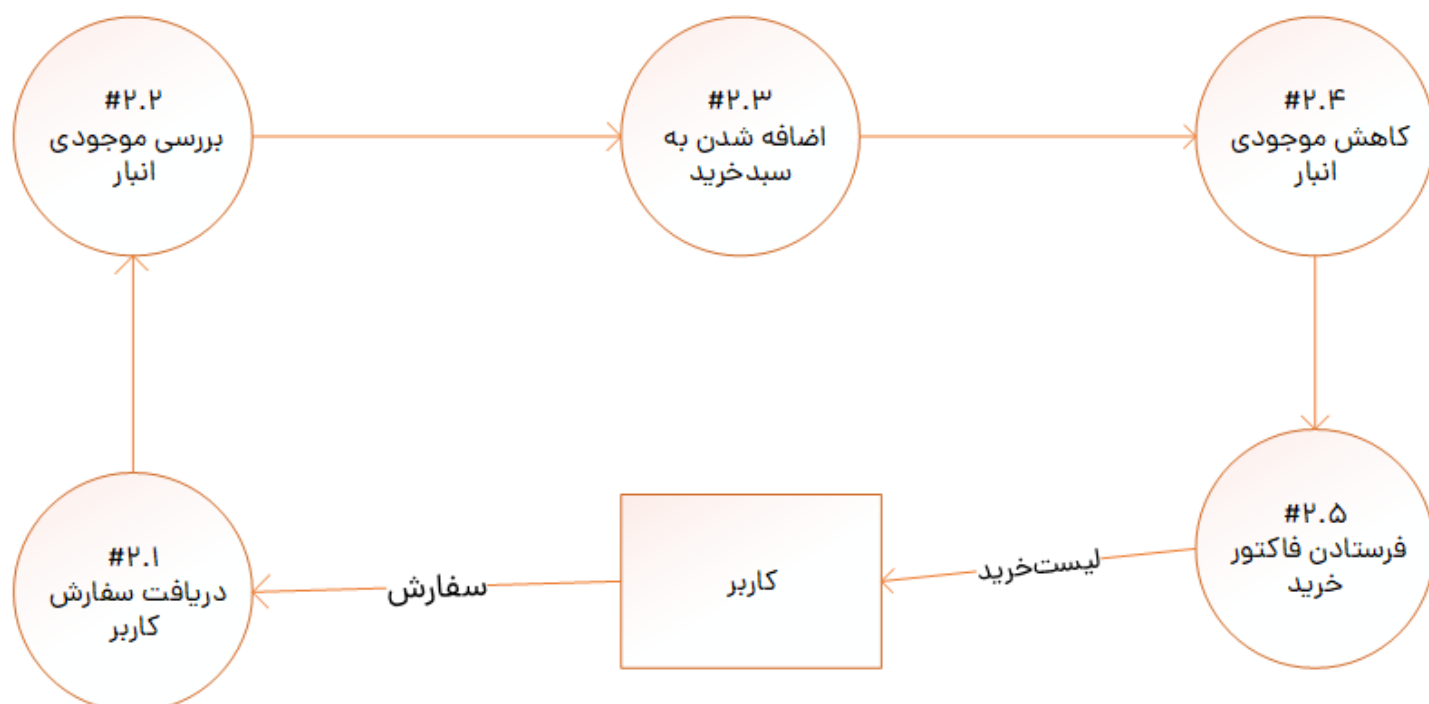 #۲.۲
بررسی موجودی
انبار
#۲.۳
اضافه شدن به
سبدخرید
#۲.۴
کاهش موجودی
انبار
#۲.۱
دریافت سفارش
کاربر
سفارش
کاربر
لیست‌خرید
#۲.۵
فرستادن فاکتور
خرید